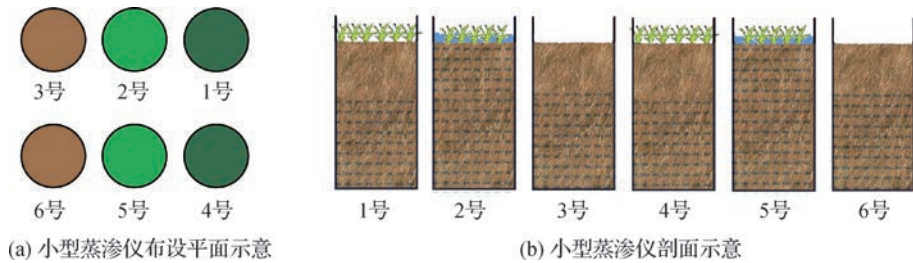 3号 2号 1号
6号 5号 4号
(a) 小型蒸渗仪布设平面示意
1号 2号 3号 4号 5号 6号
(b) 小型蒸渗仪剖面示意